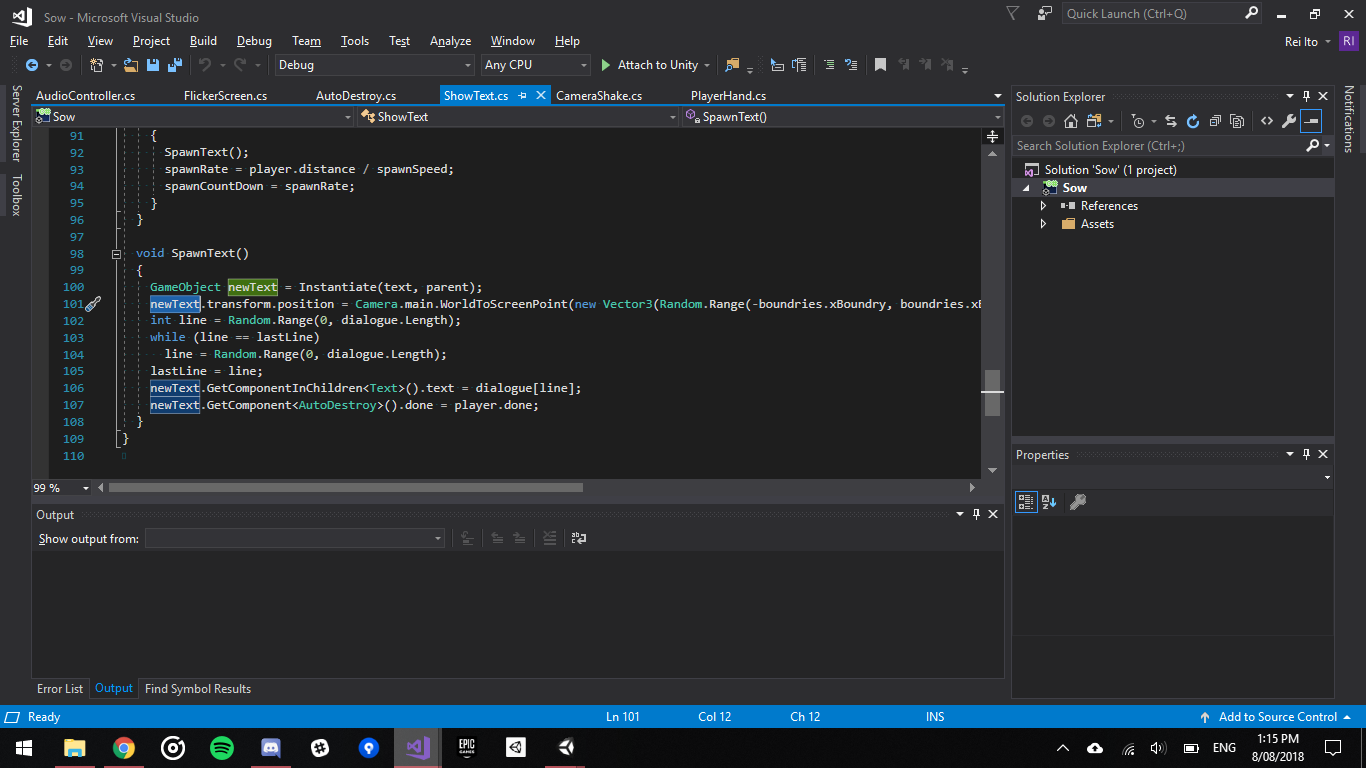 Sow - Microsoft Visual Studio
Quick Launch (Ctrl+Q)
File Edit View Project Build Debug Team Tools Test Analyze Window Help
Rei Ito RI
Debug Any CPU Attach to Unity
Server Explorer
Toolbox
AudioController.cs FlickerScreen.cs AutoDestroy.cs ShowText.cs CameraShake.cs PlayerHand.cs
Sow ShowText SpawnText()
91 {
92 SpawnText();
93 spawnRate = player.distance / spawnSpeed;
94 spawnCountDown = spawnRate;
95 }
96 }
97
98 void SpawnText()
99 {
100 GameObject newText = Instantiate(text, parent);
101 newText.transform.position = Camera.main.WorldToScreenPoint(new Vector3(Random.Range(-boundries.xBoundry, boundries.xB
102 int line = Random.Range(0, dialogue.Length);
103 while (line == lastLine)
104 line = Random.Range(0, dialogue.Length);
105 lastLine = line;
106 newText.GetComponentInChildren<Text>().text = dialogue[line];
107 newText.GetComponent<AutoDestroy>().done = player.done;
108 }
109 }
110
99 %
Output
Show output from:
Error List Output Find Symbol Results
Solution Explorer
Search Solution Explorer (Ctrl+;)
Solution 'Sow' (1 project)
Sow
References
Assets
Properties
Notifications
Ready Ln 101 Col 12 Ch 12 INS Add to Source Control
EPIC GAMES
ENG
1:15 PM
8/08/2018